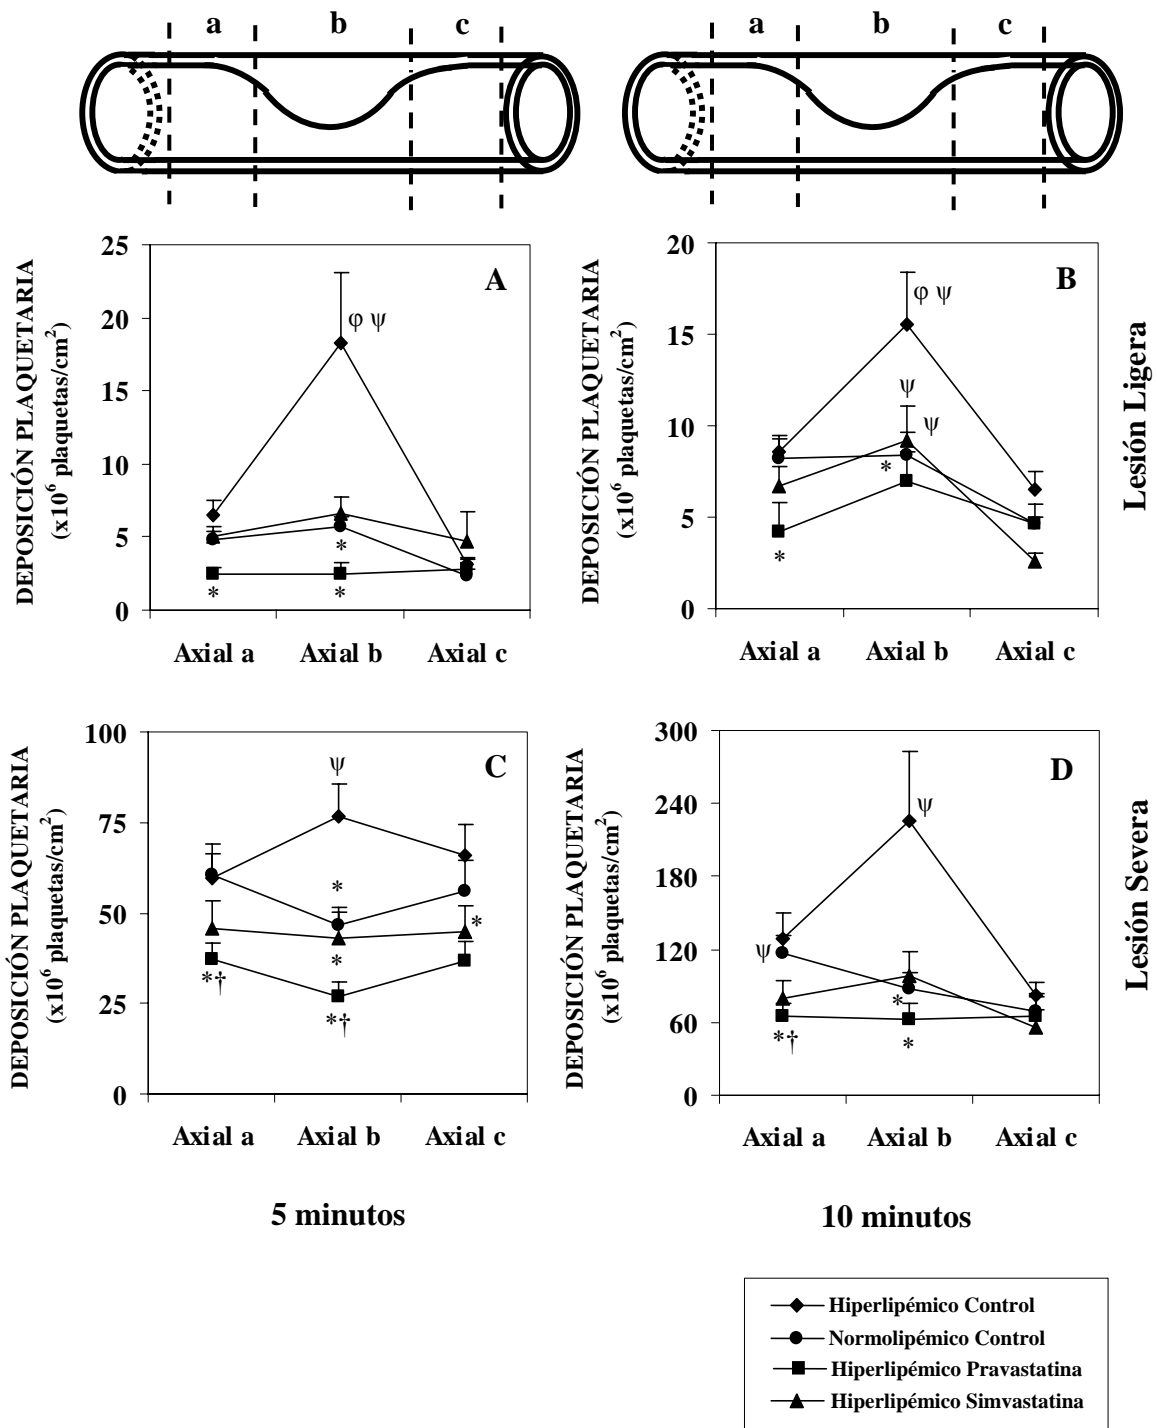 a b c
a b c
DEPOSICIÓN PLAQUETARIA
(x10⁶ plaquetas/cm²)
25
20
15
10
5
0
A
φ ψ
*
*
*
Axial a Axial b Axial c
DEPOSICIÓN PLAQUETARIA
(x10⁶ plaquetas/cm²)
20
15
10
5
0
B
φ ψ
ψ
ψ
*
*
Axial a Axial b Axial c
Lesión Ligera
DEPOSICIÓN PLAQUETARIA
(x10⁶ plaquetas/cm²)
100
75
50
25
0
C
ψ
*
*
*
*†
*†
Axial a Axial b Axial c
5 minutos
DEPOSICIÓN PLAQUETARIA
(x10⁶ plaquetas/cm²)
300
240
180
120
60
0
D
ψ
ψ
*
*†
*
Axial a Axial b Axial c
10 minutos
Lesión Severa
Hiperlipémico Control
Normolipémico Control
Hiperlipémico Pravastatina
Hiperlipémico Simvastatina